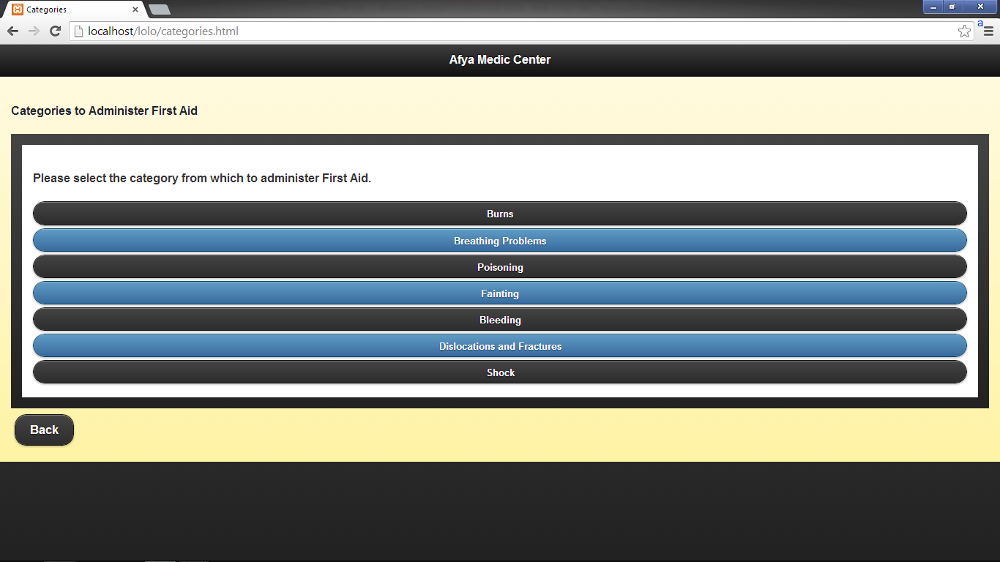 Categories
localhost/lolo/categories.html
a
Afya Medic Center
Categories to Administer First Aid
Please select the category from which to administer First Aid.
Burns
Breathing Problems
Poisoning
Fainting
Bleeding
Dislocations and Fractures
Shock
Back